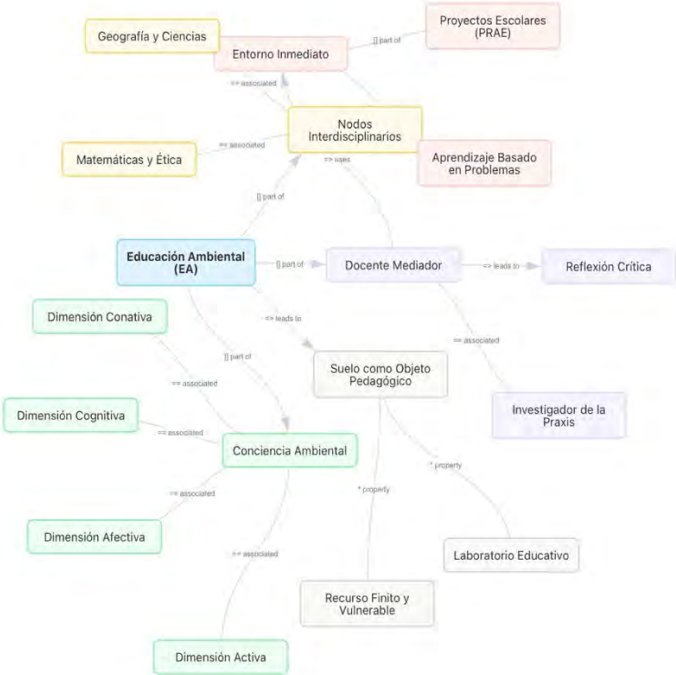 Proyectos Escolares
(PRAE)
Geografía y Ciencias
[] part of
Entorno Inmediato
== associated
Nodos
Interdisciplinarios
== associated
Matemáticas y Ética
Aprendizaje Basado
en Problemas
=> uses
[] part of
Educación Ambiental
(EA)
[] part of
Docente Mediador
=> leads to
Reflexión Crítica
Dimensión Conativa
=> leads to
== associated
[] part of
Suelo como Objeto
Pedagógico
== associated
Investigador de la
Praxis
Dimensión Cognitiva
== associated
Conciencia Ambiental
* property
* property
== associated
Dimensión Afectiva
== associated
Laboratorio Educativo
Recurso Finito y
Vulnerable
Dimensión Activa